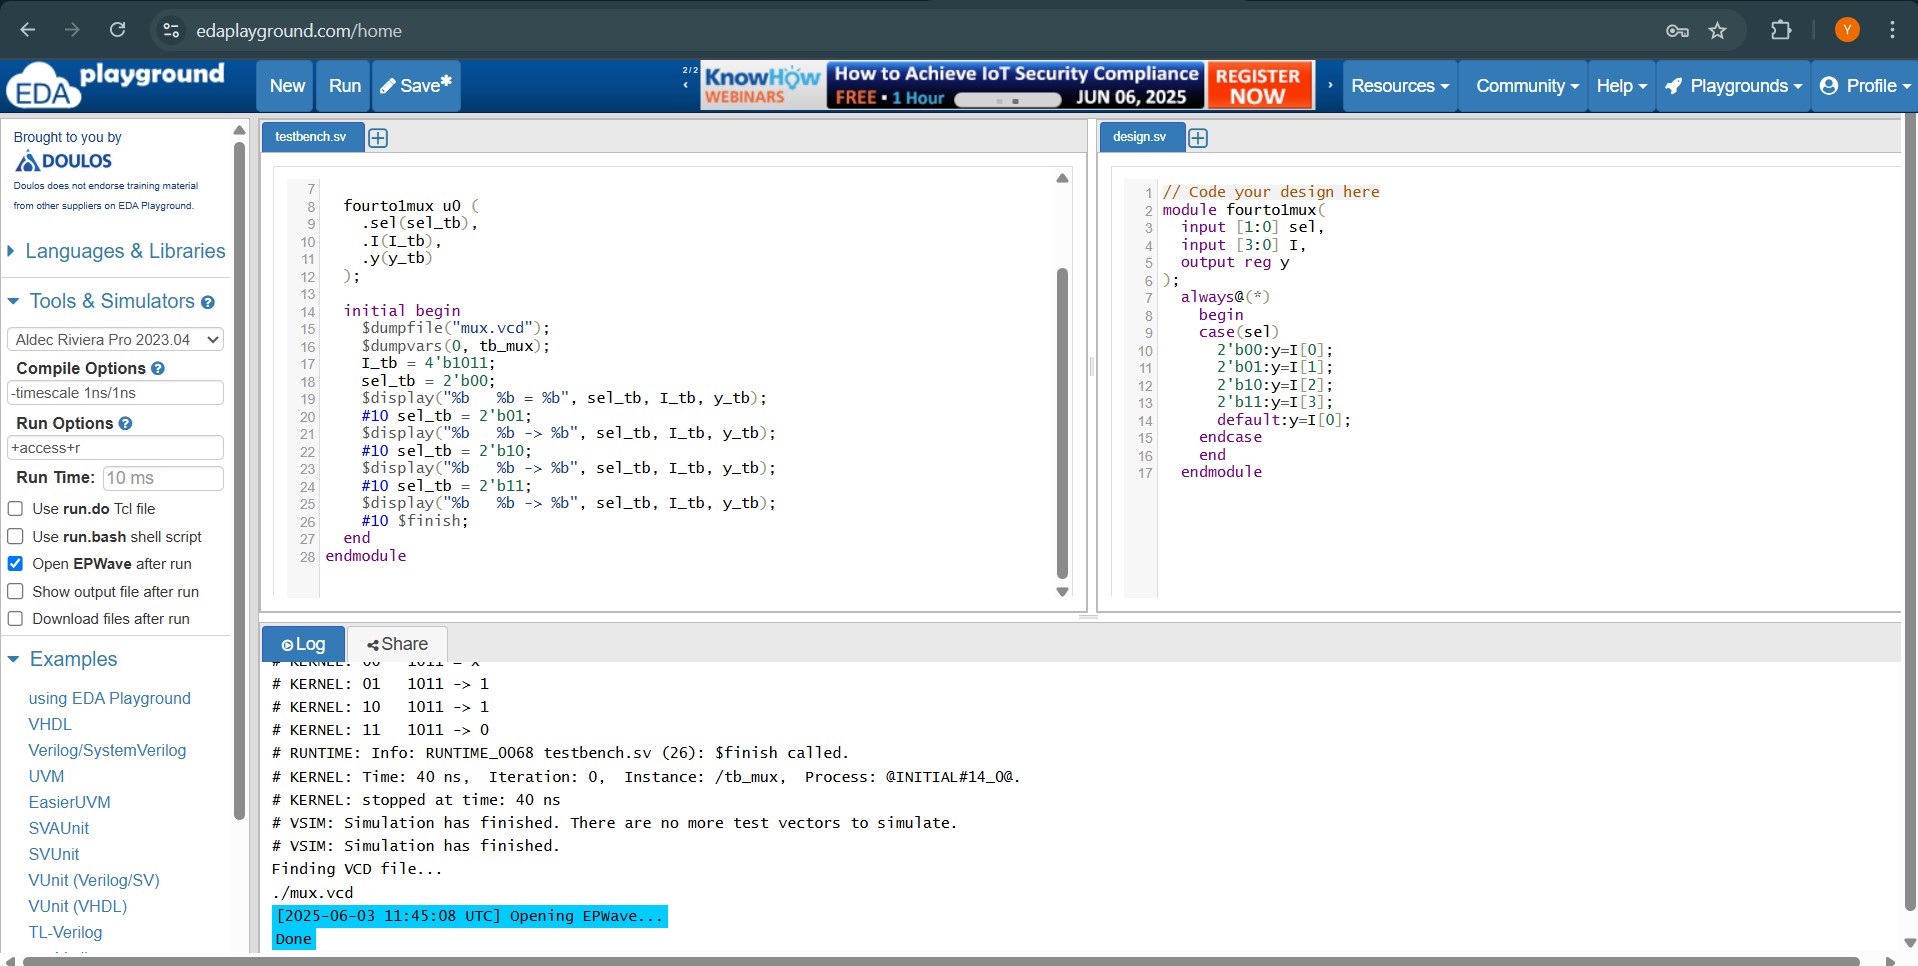 edaplayground.com/home
Y
EDA playground
New
Run
Save*
2/2
KnowHow WEBINARS
How to Achieve IoT Security Compliance
FREE • 1 Hour
JUN 06, 2025
REGISTER NOW
Resources
Community
Help
Playgrounds
Profile
Brought to you by
DOULOS
Doulos does not endorse training material
from other suppliers on EDA Playground.
Languages & Libraries
Tools & Simulators
Aldec Riviera Pro 2023.04
Compile Options
-timescale 1ns/1ns
Run Options
+access+r
Run Time: 10 ms
Use run.do Tcl file
Use run.bash shell script
Open EPWave after run
Show output file after run
Download files after run
Examples
using EDA Playground
VHDL
Verilog/SystemVerilog
UVM
EasierUVM
SVAUnit
SVUnit
VUnit (Verilog/SV)
VUnit (VHDL)
TL-Verilog
testbench.sv
7
8 fourto1mux u0 (
9 .sel(sel_tb),
10 .I(I_tb),
11 .y(y_tb)
12 );
13
14 initial begin
15 $dumpfile("mux.vcd");
16 $dumpvars(0, tb_mux);
17 I_tb = 4'b1011;
18 sel_tb = 2'b00;
19 $display("%b   %b = %b", sel_tb, I_tb, y_tb);
20 #10 sel_tb = 2'b01;
21 $display("%b   %b -> %b", sel_tb, I_tb, y_tb);
22 #10 sel_tb = 2'b10;
23 $display("%b   %b -> %b", sel_tb, I_tb, y_tb);
24 #10 sel_tb = 2'b11;
25 $display("%b   %b -> %b", sel_tb, I_tb, y_tb);
26 #10 $finish;
27 end
28 endmodule
design.sv
1 // Code your design here
2 module fourto1mux(
3 input [1:0] sel,
4 input [3:0] I,
5 output reg y
6 );
7 always@(*)
8 begin
9 case(sel)
10 2'b00:y=I[0];
11 2'b01:y=I[1];
12 2'b10:y=I[2];
13 2'b11:y=I[3];
14 default:y=I[0];
15 endcase
16 end
17 endmodule
Log
Share
# KERNEL: 00   1011 = x
# KERNEL: 01   1011 -> 1
# KERNEL: 10   1011 -> 1
# KERNEL: 11   1011 -> 0
# RUNTIME: Info: RUNTIME_0068 testbench.sv (26): $finish called.
# KERNEL: Time: 40 ns,  Iteration: 0,  Instance: /tb_mux,  Process: @INITIAL#14_0@.
# KERNEL: stopped at time: 40 ns
# VSIM: Simulation has finished. There are no more test vectors to simulate.
# VSIM: Simulation has finished.
Finding VCD file...
./mux.vcd
[2025-06-03 11:45:08 UTC] Opening EPWave...
Done